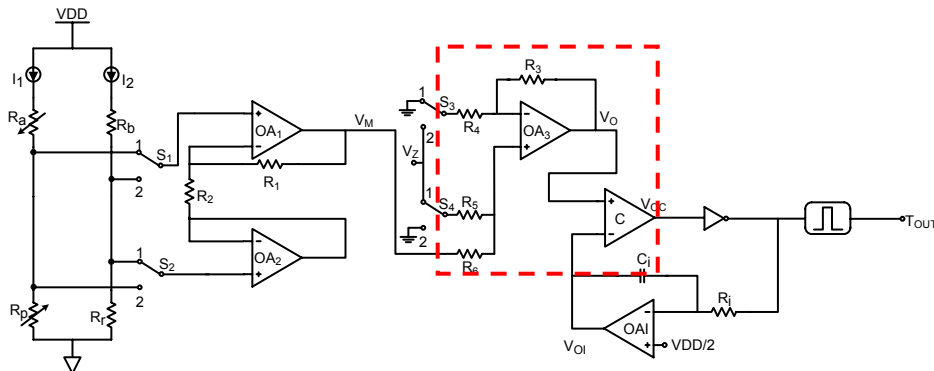 VDD
I1
I2
Ra
Rb
1
S1
2
R2
1
S2
2
Rp
Rr
+
−
OA1
R1
−
OA2
+
VM
1
S3
2
VZ
1
S4
2
R4
R3
−
OA3
+
R5
R6
VO
+
C
−
VOC
Ci
Ri
−
OAI
+
VOI
VDD/2
TOUT